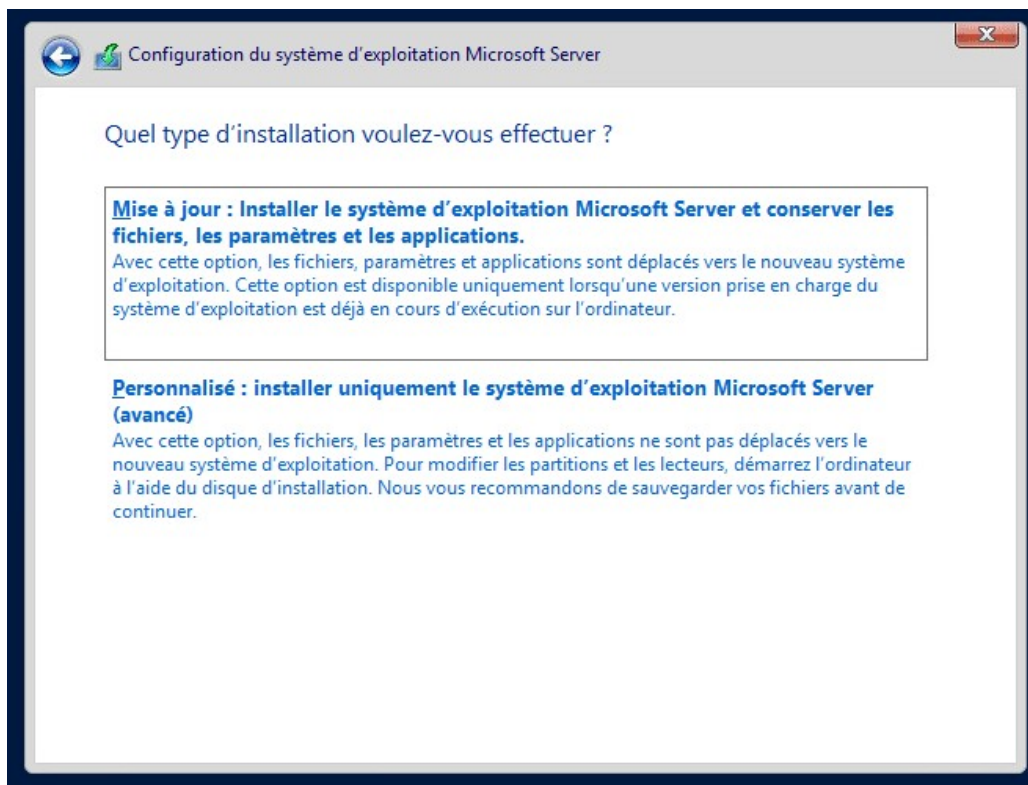 Configuration du système d'exploitation Microsoft Server
Quel type d'installation voulez-vous effectuer ?
Mise à jour : Installer le système d'exploitation Microsoft Server et conserver les
fichiers, les paramètres et les applications.
Avec cette option, les fichiers, paramètres et applications sont déplacés vers le nouveau système
d'exploitation. Cette option est disponible uniquement lorsqu'une version prise en charge du
système d'exploitation est déjà en cours d'exécution sur l'ordinateur.
Personnalisé : installer uniquement le système d'exploitation Microsoft Server
(avancé)
Avec cette option, les fichiers, les paramètres et les applications ne sont pas déplacés vers le
nouveau système d'exploitation. Pour modifier les partitions et les lecteurs, démarrez l'ordinateur
à l'aide du disque d'installation. Nous vous recommandons de sauvegarder vos fichiers avant de
continuer.